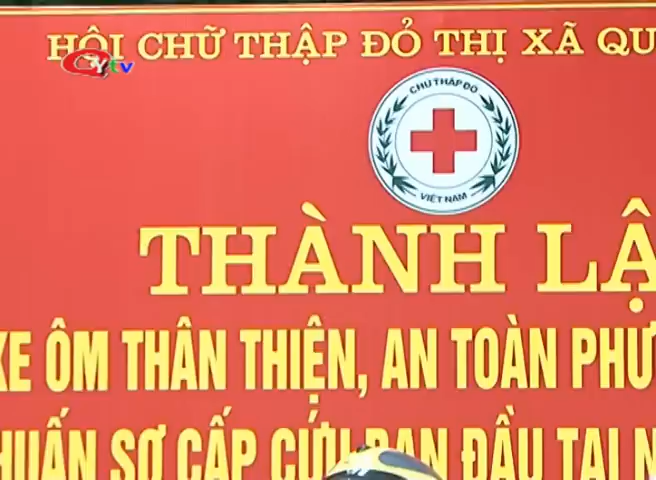 HỘI CHỮ THẬP ĐỎ THỊ XÃ QU
QYtv
CHỮ THẬP ĐỎ
VIỆT NAM
THÀNH LẬ
XE ÔM THÂN THIỆN, AN TOÀN PHƯ
HUẤN SƠ CẤP CỨU BAN ĐẦU TẠI N